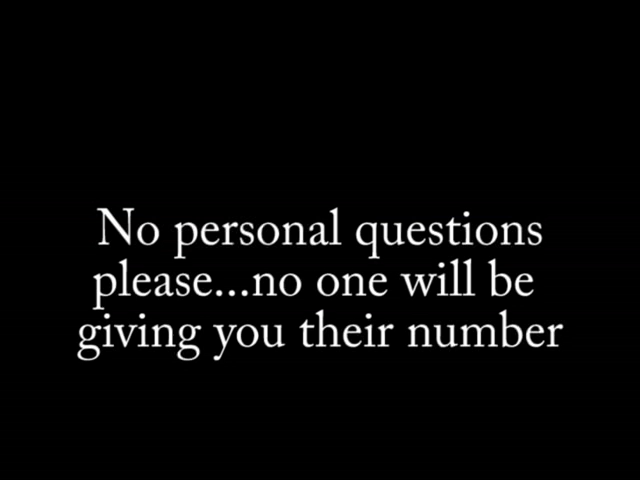 No personal questions
please...no one will be
giving you their number